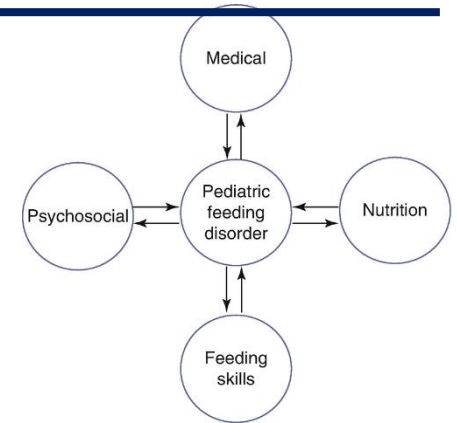 Medical
Psychosocial
Pediatric
feeding
disorder
Nutrition
Feeding
skills